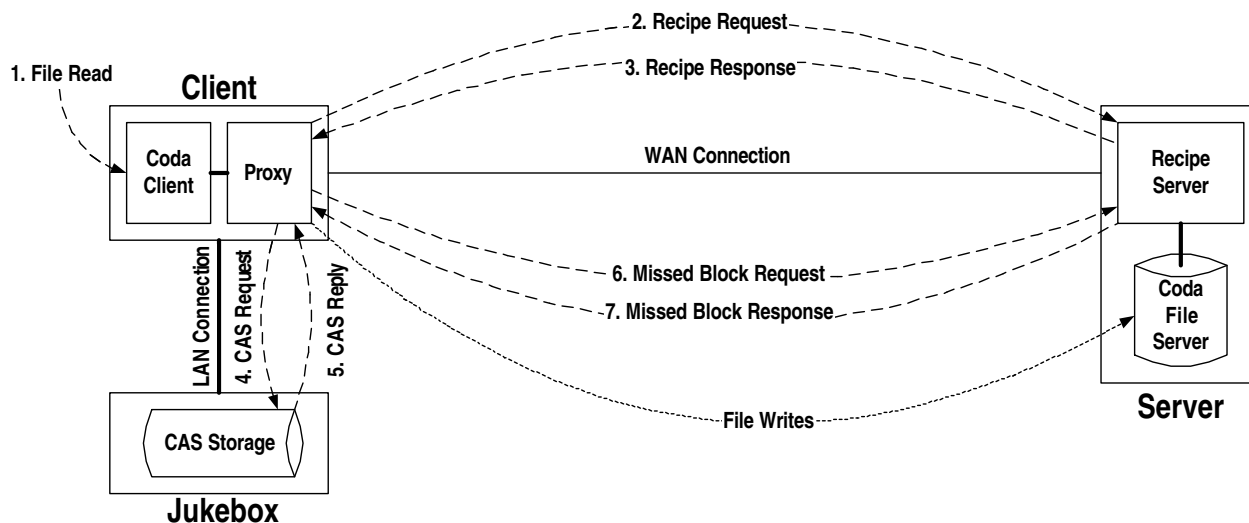 2. Recipe Request
1. File Read
3. Recipe Response
Client
Coda
Client
Proxy
WAN Connection
Recipe
Server
LAN Connection
4. CAS Request
5. CAS Reply
6. Missed Block Request
7. Missed Block Response
Coda
File
Server
File Writes
Server
CAS Storage
Jukebox